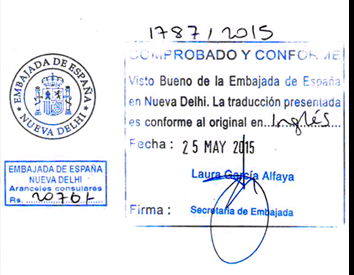 1787/2015
COMPROBADO Y CONFORME
Visto Bueno de la Embajada de España
en Nueva Delhi. La traducción presentada
es conforme al original en....Inglés....
Fecha : 25 MAY 2015
Laura García Alfaya
Firma : Secretaria de Embajada
EMBAJADA DE ESPAÑA
NUEVA DELHI
EMBAJADA DE ESPAÑA
NUEVA DELHI
Aranceles consulares
Rs.